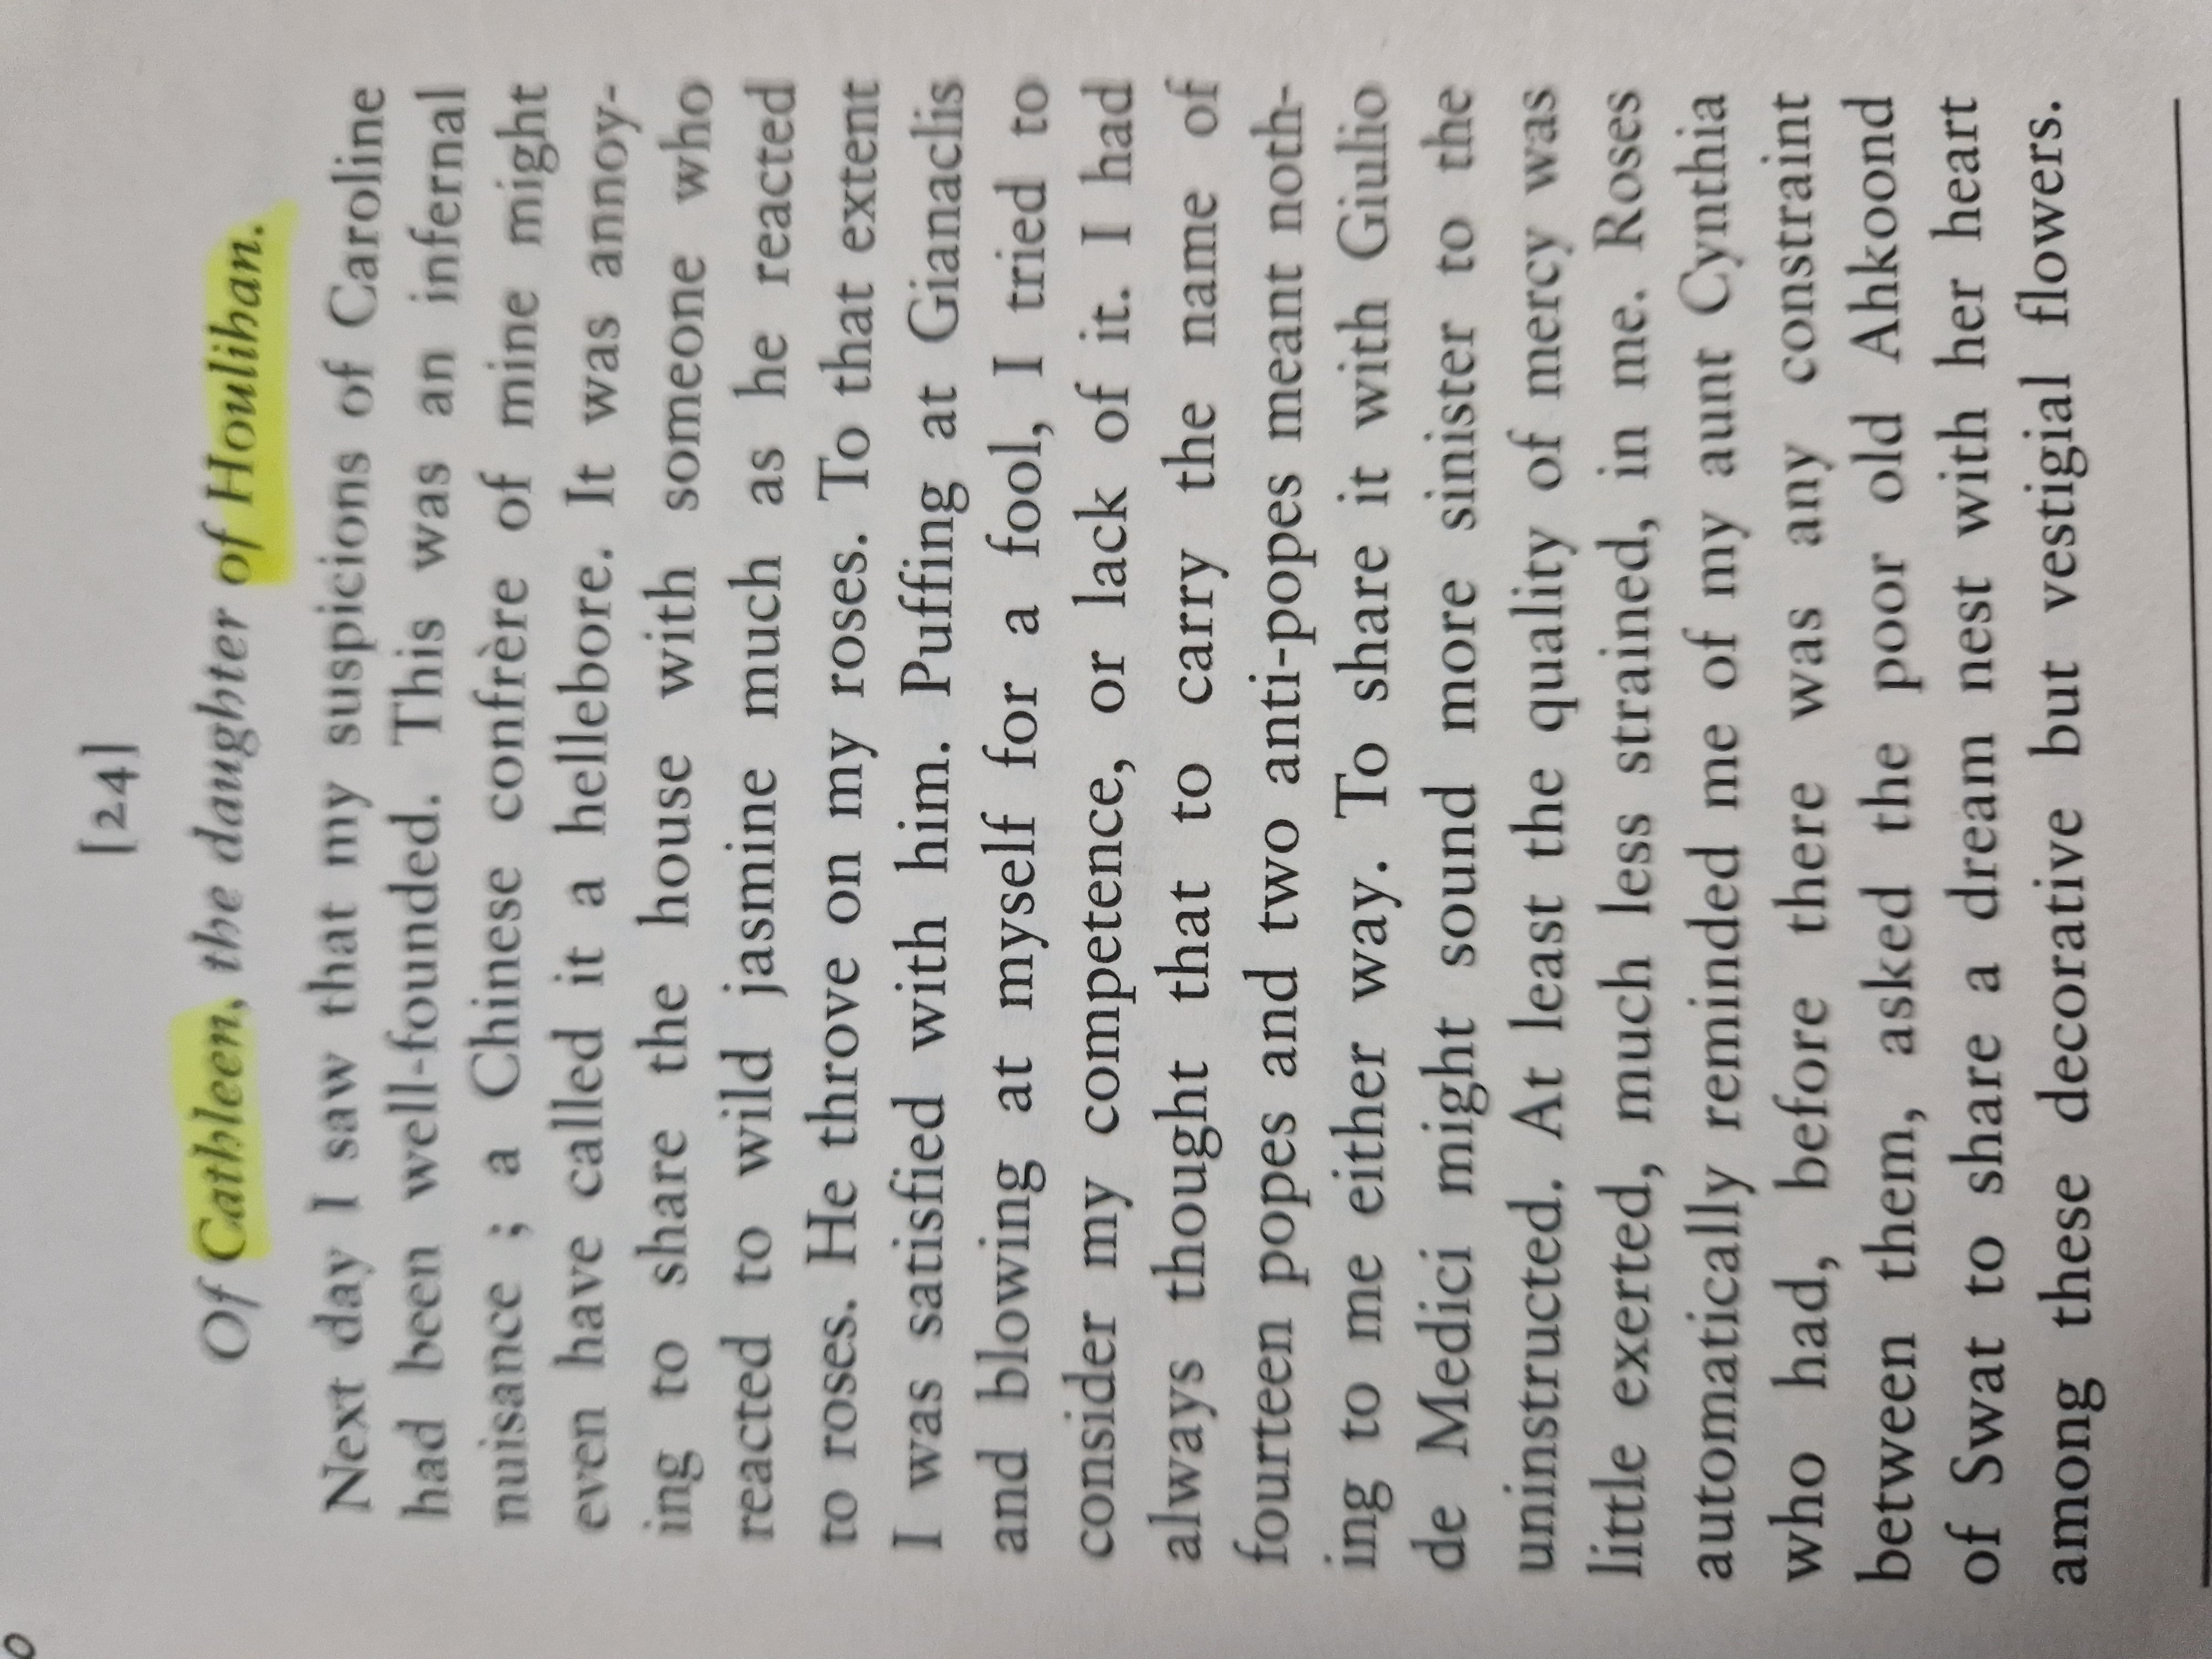 [24]
Of Cathleen, the daughter of Houlihan.
Next day I saw that my suspicions of Caroline
had been well-founded. This was an infernal
nuisance ; a Chinese confrère of mine might
even have called it a hellebore. It was annoy-
ing to share the house with someone who
reacted to wild jasmine much as he reacted
to roses. He throve on my roses. To that extent
I was satisfied with him. Puffing at Gianaclis
and blowing at myself for a fool, I tried to
consider my competence, or lack of it. I had
always thought that to carry the name of
fourteen popes and two anti-popes meant noth-
ing to me either way. To share it with Giulio
de Medici might sound more sinister to the
uninstructed. At least the quality of mercy was
little exerted, much less strained, in me. Roses
automatically reminded me of my aunt Cynthia
who had, before there was any constraint
between them, asked the poor old Ahkoond
of Swat to share a dream nest with her heart
among these decorative but vestigial flowers.